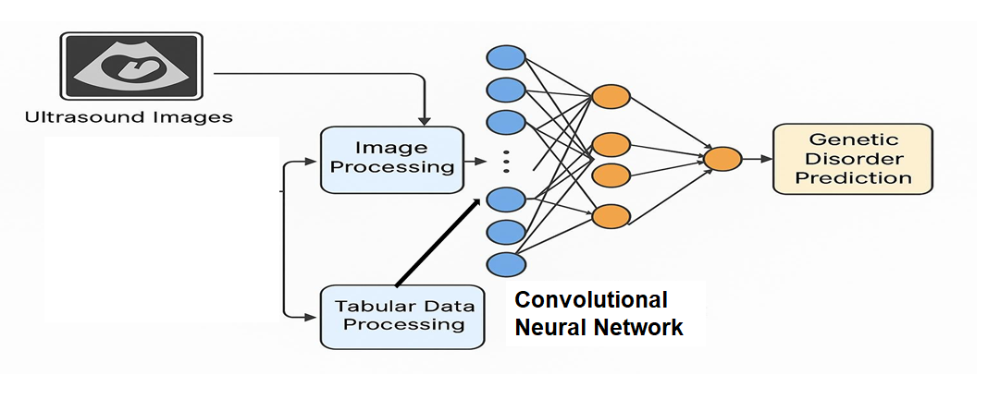 Ultrasound Images
Image
Processing
Genetic
Disorder
Prediction
Tabular Data
Processing
Convolutional
Neural Network